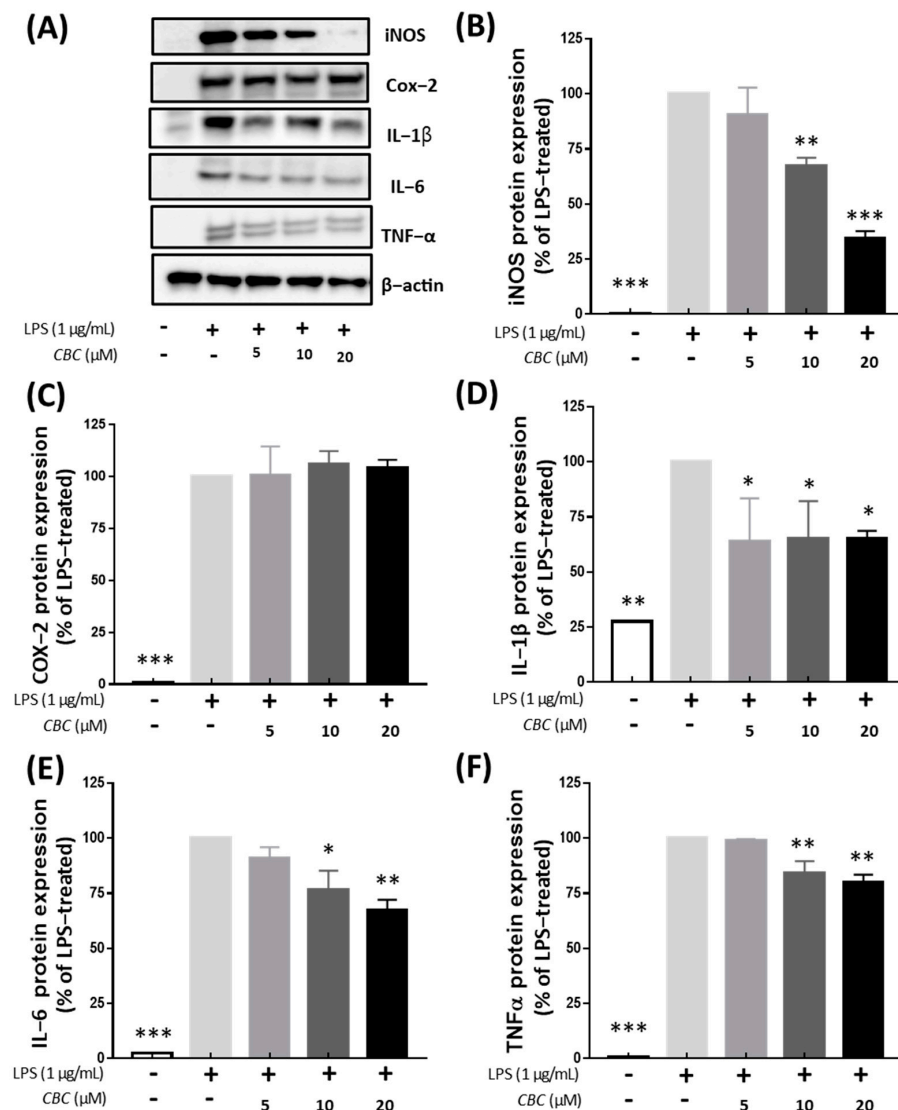 (A)
iNOS
Cox−2
IL−1β
IL−6
TNF−α
β−actin
LPS (1 µg/mL) - + + + +
CBC (µM) - - 5 10 20
(B)
iNOS protein expression
(% of LPS−treated)
125
100
75
50
25
0
***
**
***
- + + + +
- - 5 10 20
(C)
COX−2 protein expression
(% of LPS−treated)
125
100
75
50
25
0
***
LPS (1 µg/mL) - + + + +
CBC (µM) - - 5 10 20
(D)
IL−1β protein expression
(% of LPS−treated)
125
100
75
50
25
0
**
*
*
*
LPS (1 µg/mL) - + + + +
CBC (µM) - - 5 10 20
(E)
IL−6 protein expression
(% of LPS−treated)
125
100
75
50
25
0
***
*
**
LPS (1 µg/mL) - + + + +
CBC (µM) - - 5 10 20
(F)
TNFα protein expression
(% of LPS−treated)
125
100
75
50
25
0
***
**
**
LPS (1 µg/mL) - + + + +
CBC (µM) - - 5 10 20